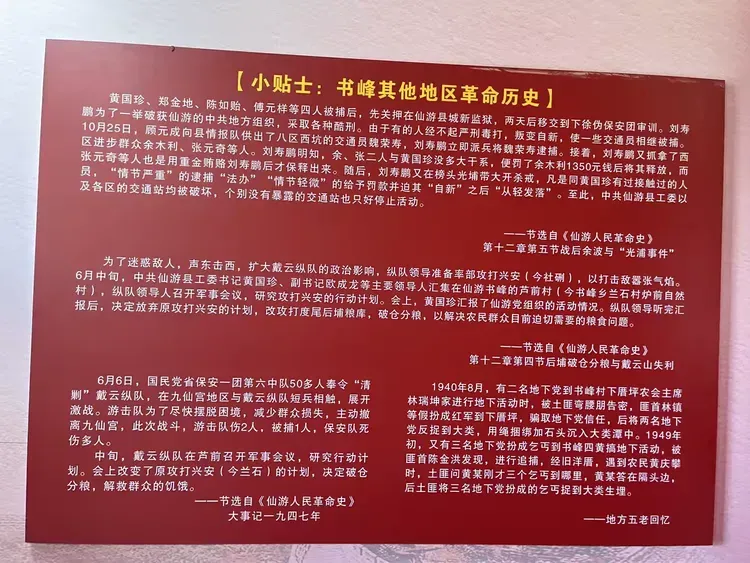 【小贴士：书峰其他地区革命历史】
黄国珍、郑金地、陈如贻、傅元样等四人被捕后，先关押在仙游县城新监狱，两天后移交到下徐伪保安团审训。刘寿
鹏为了一举破获仙游的中共地方组织，采取各种酷刑。由于有的人经不起严刑毒打，叛变自新，使一些交通员相继被捕。
10月25日，顾元成向县情报队供出了八区西坑的交通员魏荣寿，刘寿鹏立即派兵将魏荣寿逮捕。接着，刘寿鹏又抓拿了西
区进步群众余木利、张元奇等人。刘寿鹏明知，余、张二人与黄国珍没多大干系，便罚了余木利1350元钱后将其释放，而
张元奇等人也是用重金贿赂刘寿鹏后才保释出来。随后，刘寿鹏又在榜头光埔带大开杀戒，凡是同黄国珍有过接触过的人
员，“情节严重”的逮捕“法办”“情节轻微”的给予罚款并迫其“自新”之后“从轻发落”。至此，中共仙游县工委以
及各区的交通站均被破坏，个别没有暴露的交通站也只好停止活动。
——节选自《仙游人民革命史》
第十二章第五节战后余波与“光浦事件”
为了迷惑敌人，声东击西，扩大戴云纵队的政治影响，纵队领导准备率部攻打兴安（今社硎），以打击敌嚣张气焰。
6月中旬，中共仙游县工委书记黄国珍、副书记欧成龙等主要领导人汇集在仙游书峰的芦前村（今书峰乡兰石村炉前自然
村），纵队领导人召开军事会议，研究攻打兴安的行动计划。会上，黄国珍汇报了仙游党组织的活动情况。纵队领导听完汇
报后，决定放弃原攻打兴安的计划，改攻打度尾后埔粮库，破仓分粮，以解决农民群众目前迫切需要的粮食问题。
——节选自《仙游人民革命史》
第十二章第四节后埔破仓分粮与戴云山失利
6月6日，国民党省保安一团第六中队50多人奉令“清
剿”戴云纵队，在九仙宫地区与戴云纵队短兵相触，展开
激战。游击队为了尽快摆脱困境，减少群众损失，主动撤
离九仙宫，此次战斗，游击队伤2人，被捕1人，保安队死
伤多人。
中旬，戴云纵队在芦前召开军事会议，研究行动计
划。会上改变了原攻打兴安（今兰石）的计划，决定破仓
分粮，解救群众的饥饿。
——节选自《仙游人民革命史》
大事记一九四七年
1940年8月，有二名地下党到书峰村下厝坪农会主席
林瑞坤家进行地下活动时，被土匪弯腰朋告密，匪首林镇
等假扮成红军到下厝坪，骗取地下党信任，后将两名地下
党反捉到大类，用绳捆绑加石头沉入大类潭中。1949年
初，又有三名地下党扮成乞丐到书峰四黄搞地下活动，被
匪首陈金洪发现，进行追捕，经旧洋厝，遇到农民黄庆攀
时，土匪问黄某刚才三个乞丐到哪里，黄某答在隔头边，
后土匪将三名地下党扮成的乞丐捉到大类生埋。
——地方五老回忆